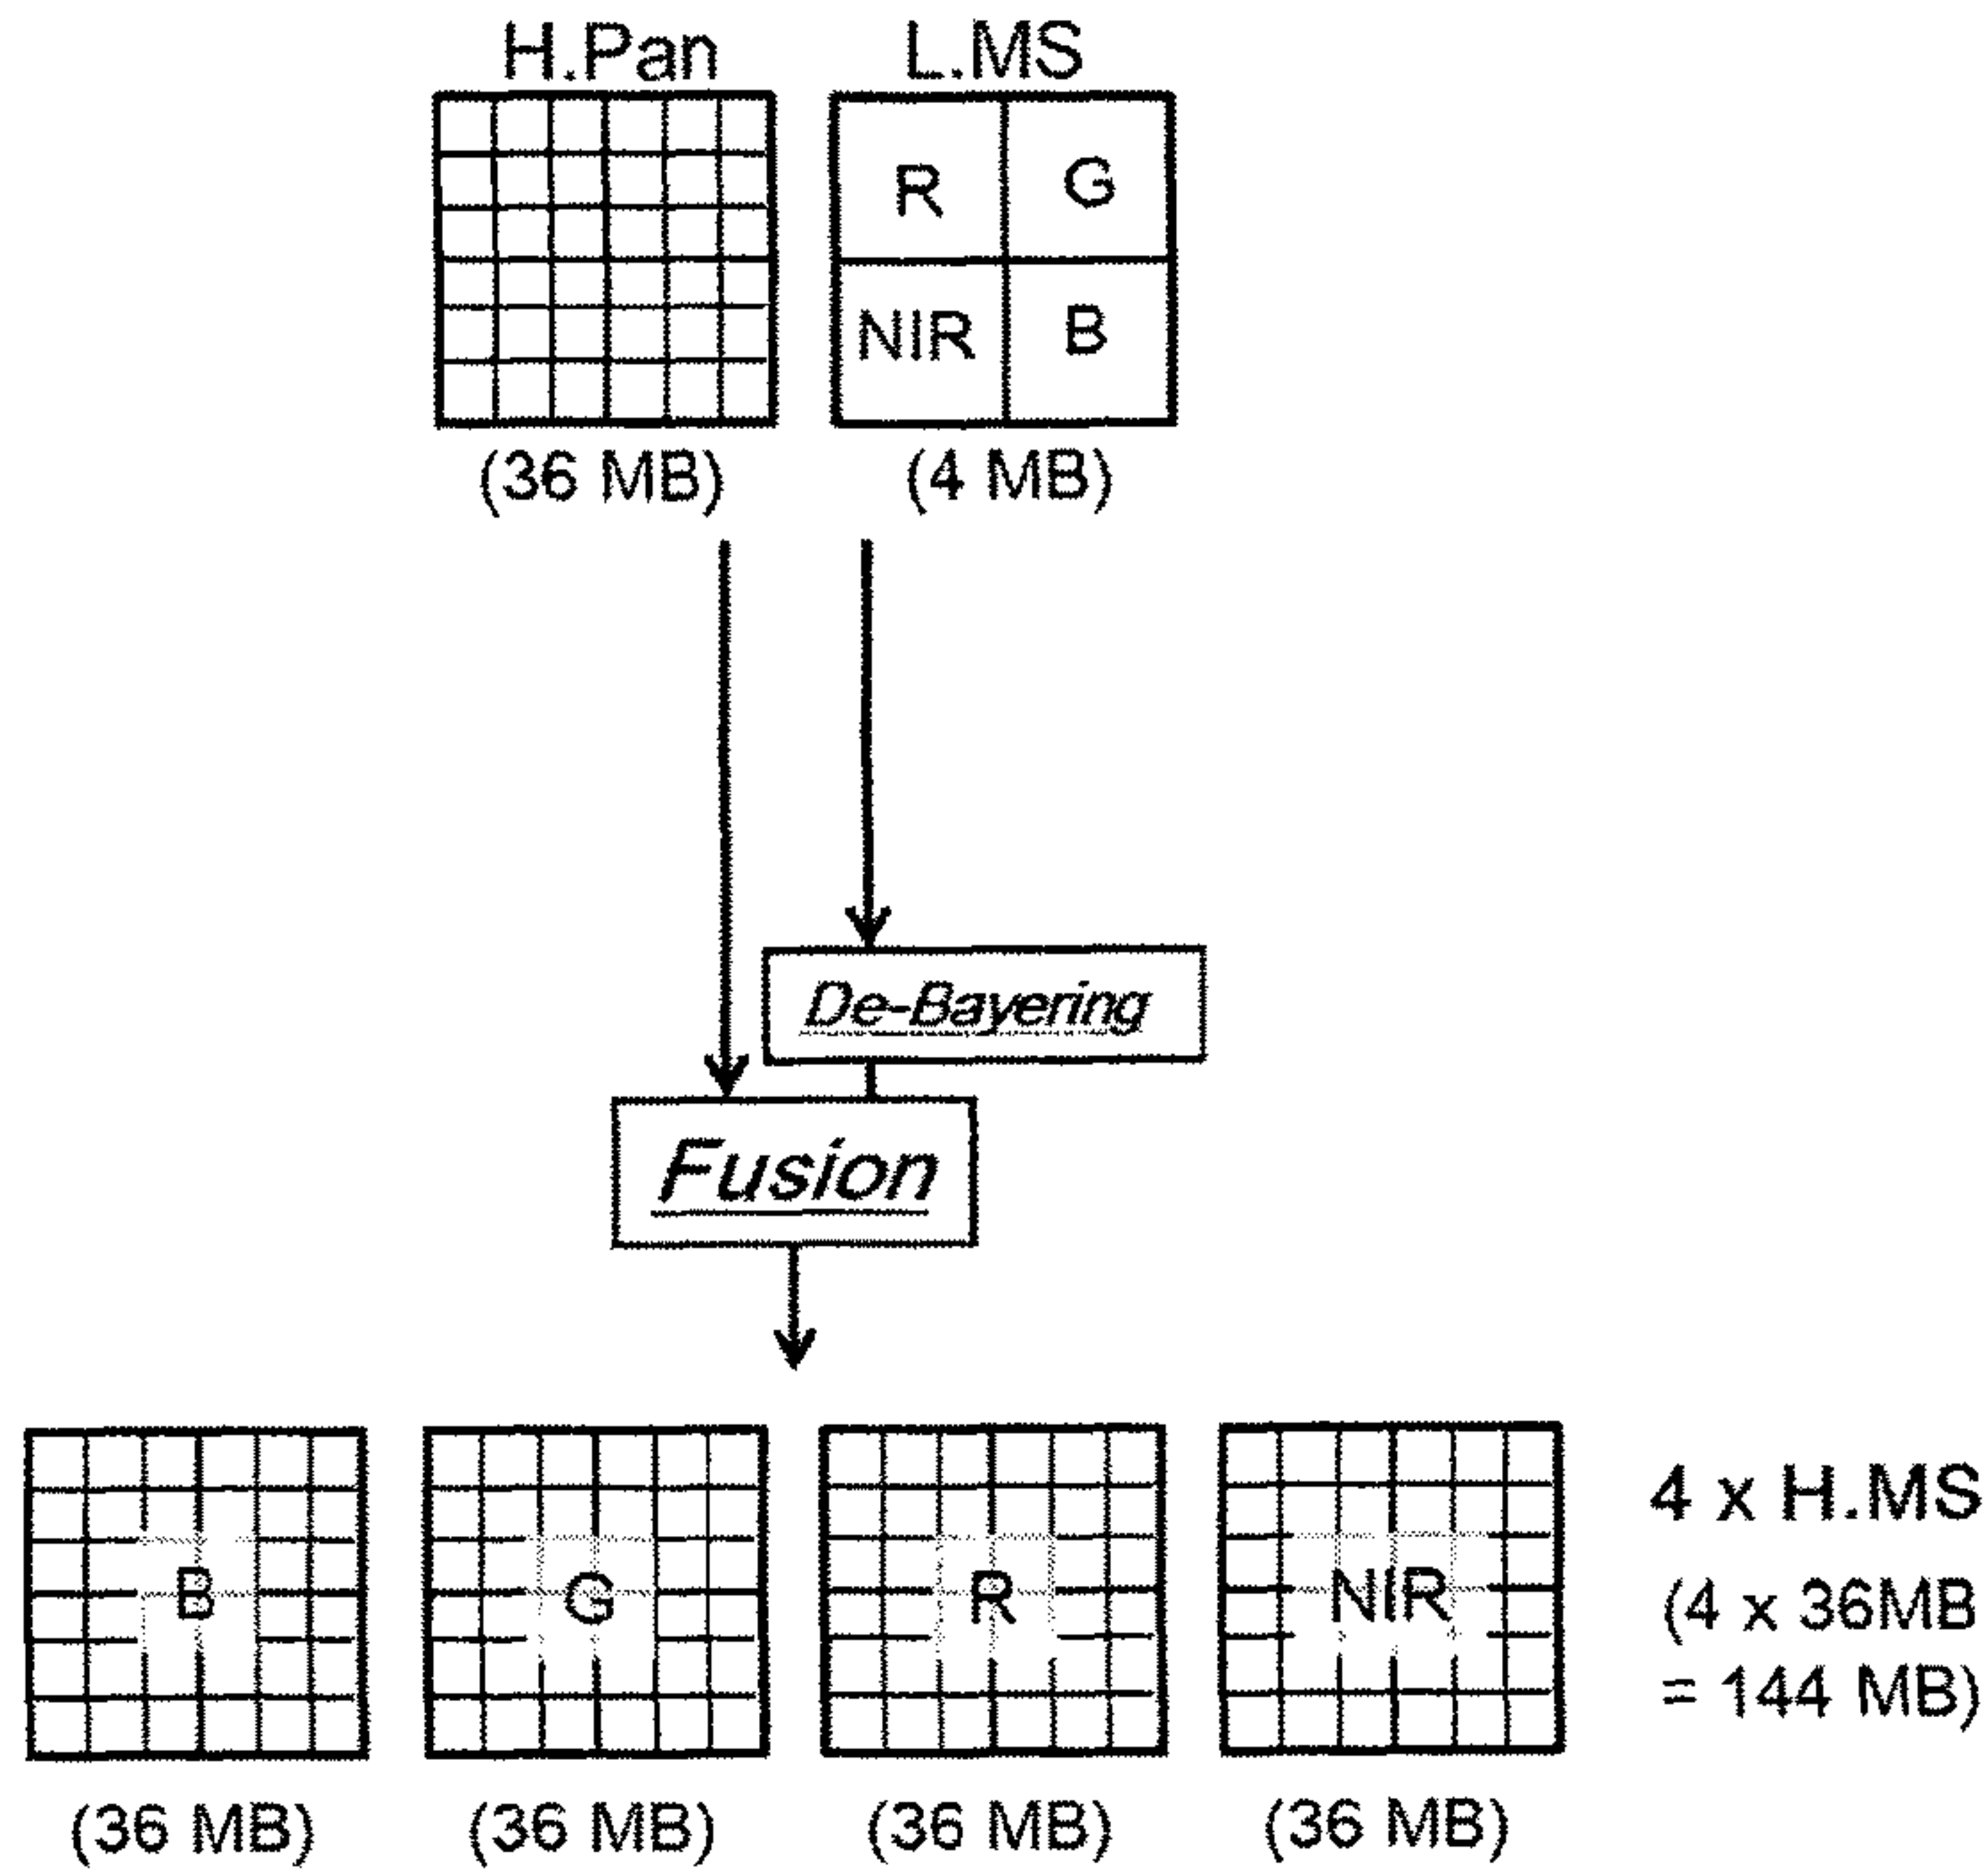 H.Pan L.MS
R G
NIR B
(36 MB) (4 MB)
De-Bayering
Fusion
B G R NIR
4 x H.MS
(4 x 36MB
= 144 MB)
(36 MB) (36 MB) (36 MB) (36 MB)